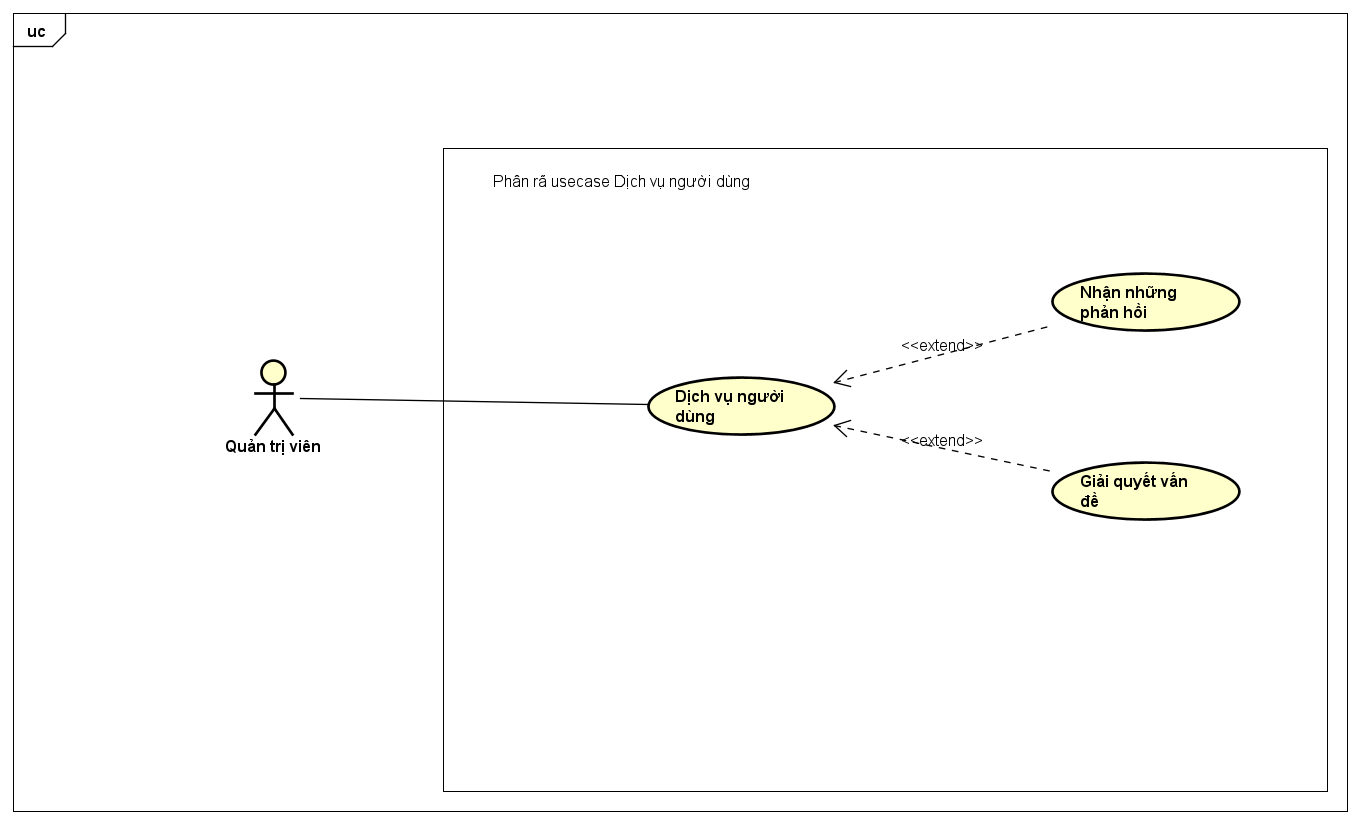 uc
Phân rã usecase Dịch vụ người dùng
Nhận những
phản hồi
<<extend>>
Dịch vụ người
dùng
Quản trị viên
<<extend>>
Giải quyết vấn
đề